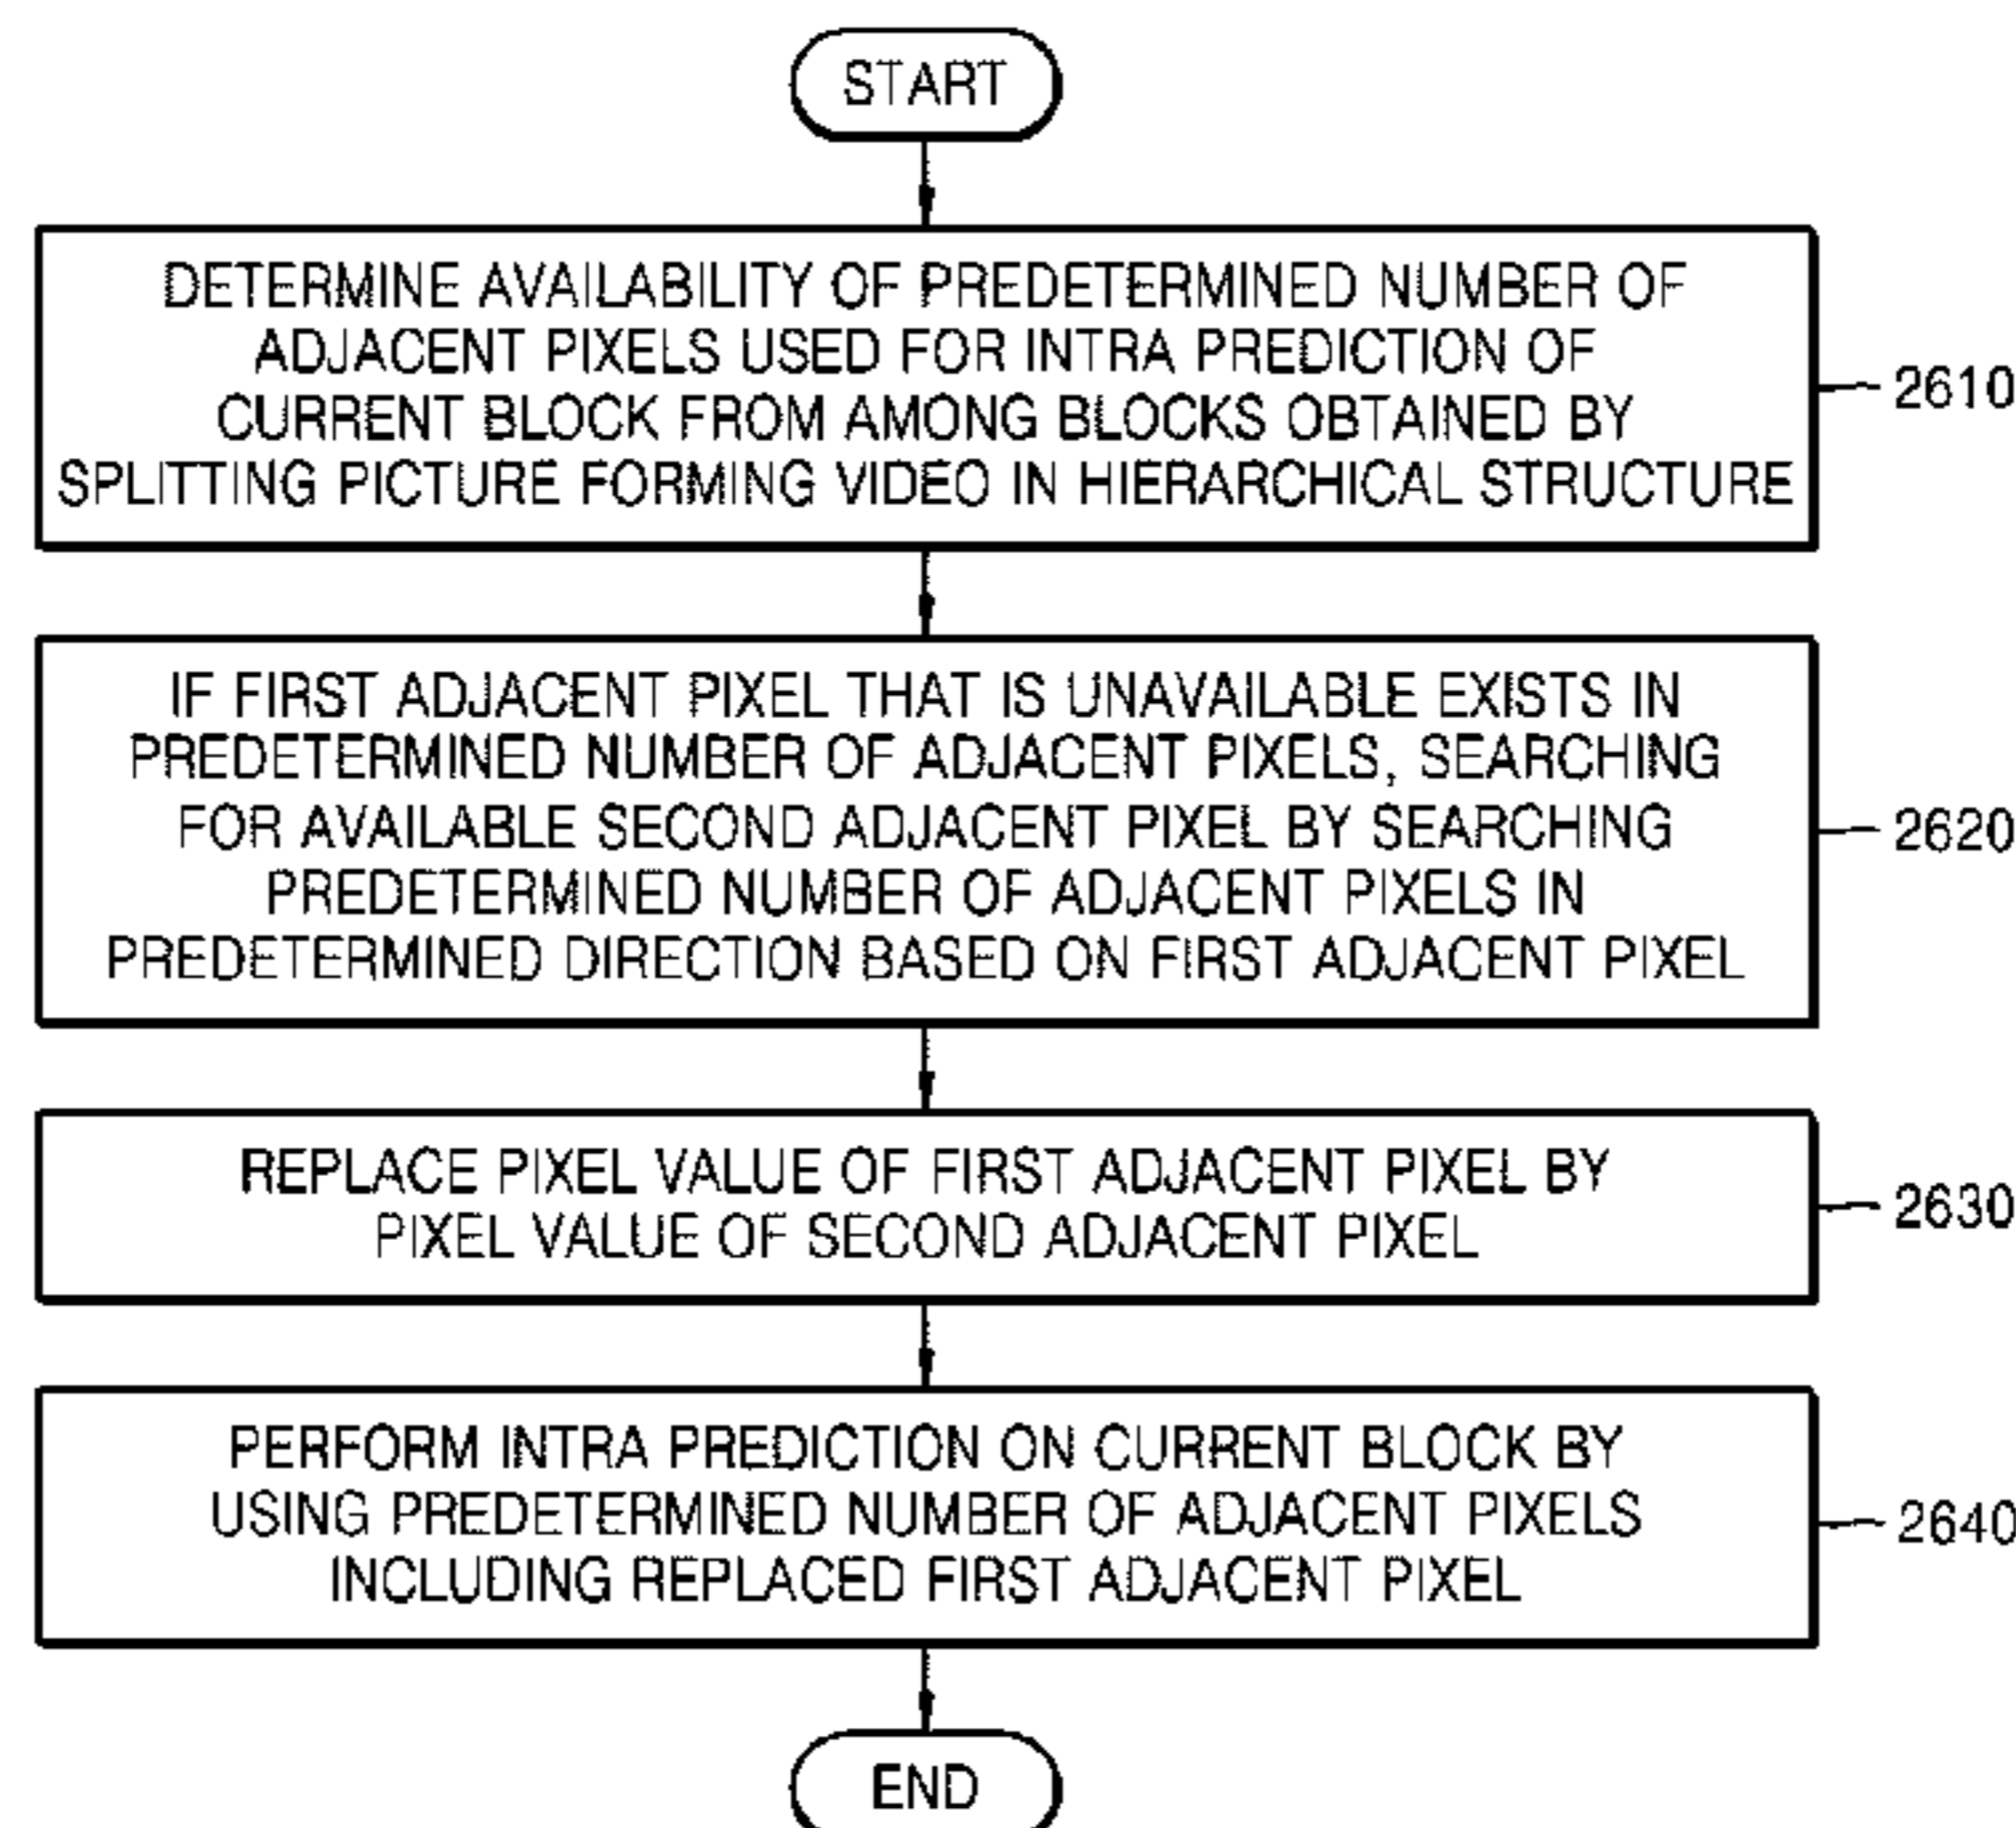 START
DETERMINE AVAILABILITY OF PREDETERMINED NUMBER OF
ADJACENT PIXELS USED FOR INTRA PREDICTION OF
CURRENT BLOCK FROM AMONG BLOCKS OBTAINED BY
SPLITTING PICTURE FORMING VIDEO IN HIERARCHICAL STRUCTURE
2610
IF FIRST ADJACENT PIXEL THAT IS UNAVAILABLE EXISTS IN
PREDETERMINED NUMBER OF ADJACENT PIXELS, SEARCHING
FOR AVAILABLE SECOND ADJACENT PIXEL BY SEARCHING
PREDETERMINED NUMBER OF ADJACENT PIXELS IN
PREDETERMINED DIRECTION BASED ON FIRST ADJACENT PIXEL
2620
REPLACE PIXEL VALUE OF FIRST ADJACENT PIXEL BY
PIXEL VALUE OF SECOND ADJACENT PIXEL
2630
PERFORM INTRA PREDICTION ON CURRENT BLOCK BY
USING PREDETERMINED NUMBER OF ADJACENT PIXELS
INCLUDING REPLACED FIRST ADJACENT PIXEL
2640
END